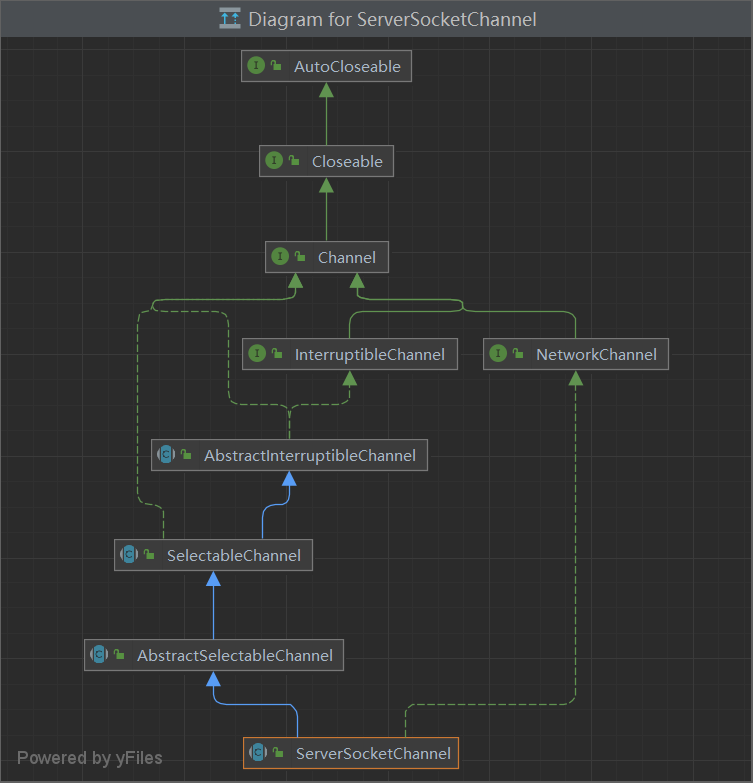 Diagram for ServerSocketChannel
AutoCloseable
Closeable
Channel
InterruptibleChannel
NetworkChannel
AbstractInterruptibleChannel
SelectableChannel
AbstractSelectableChannel
ServerSocketChannel
Powered by yFiles